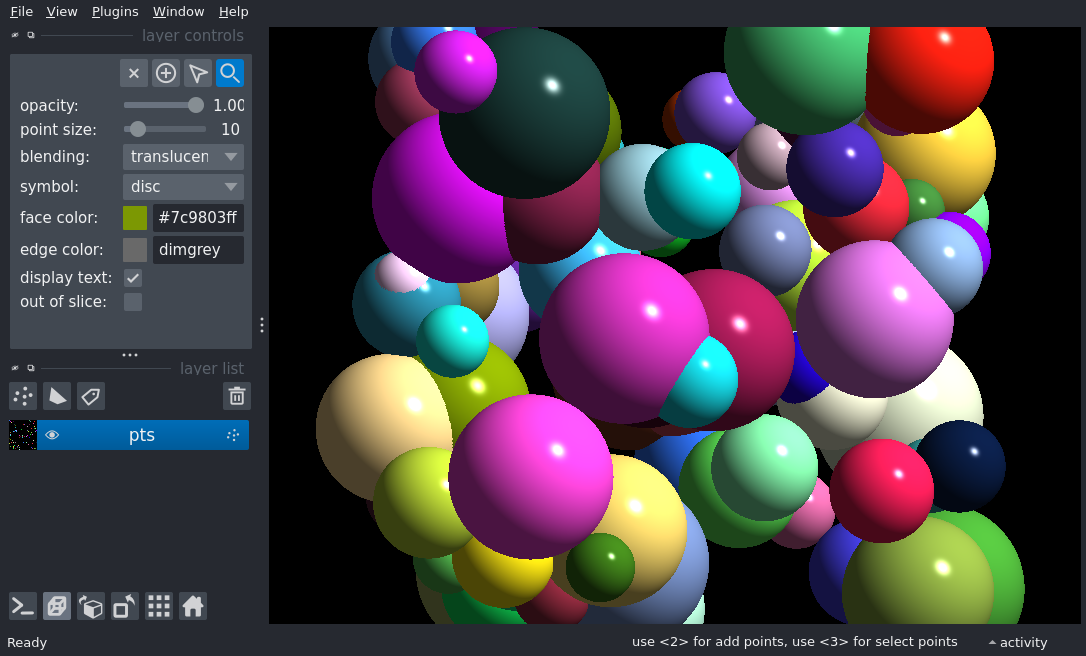 File View Plugins Window Help
layer controls
opacity: 1.00
point size: 10
blending: translucen
symbol: disc
face color: #7c9803ff
edge color: dimgrey
display text:
out of slice:
layer list
pts
Ready use <2> for add points, use <3> for select points activity